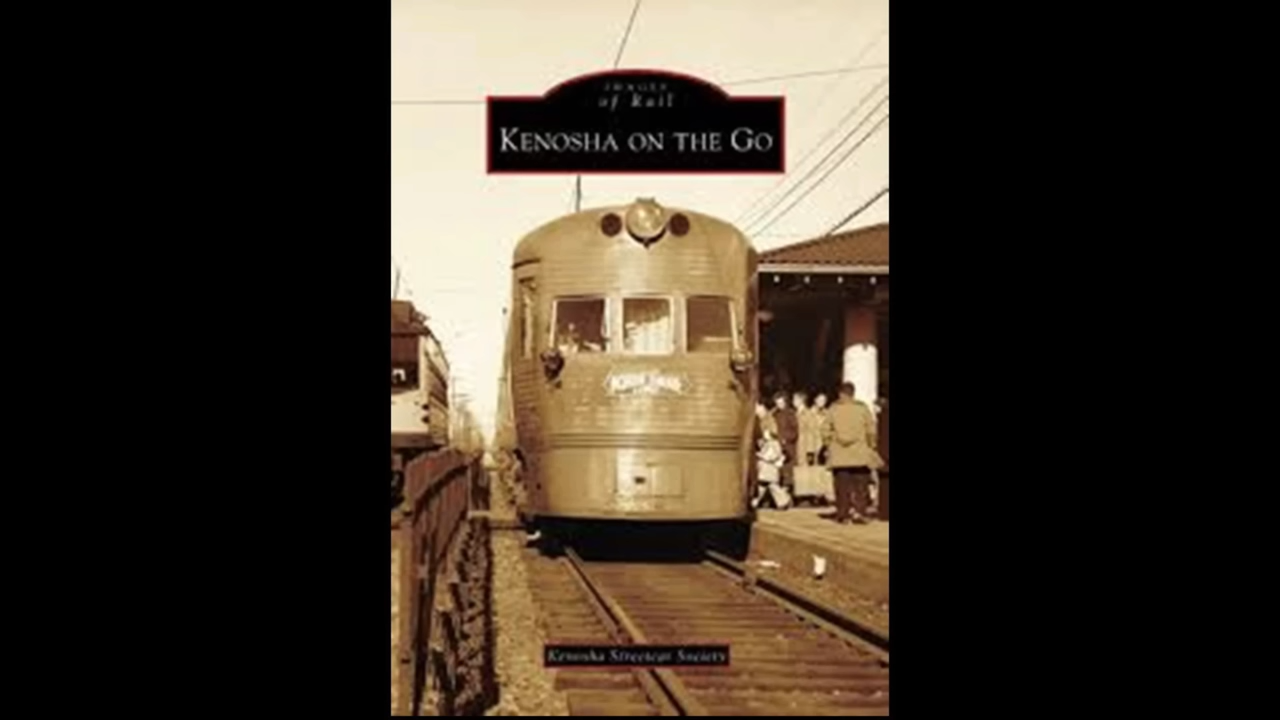 IMAGES
of Rail
KENOSHA ON THE GO
Kenosha Streetcar Society